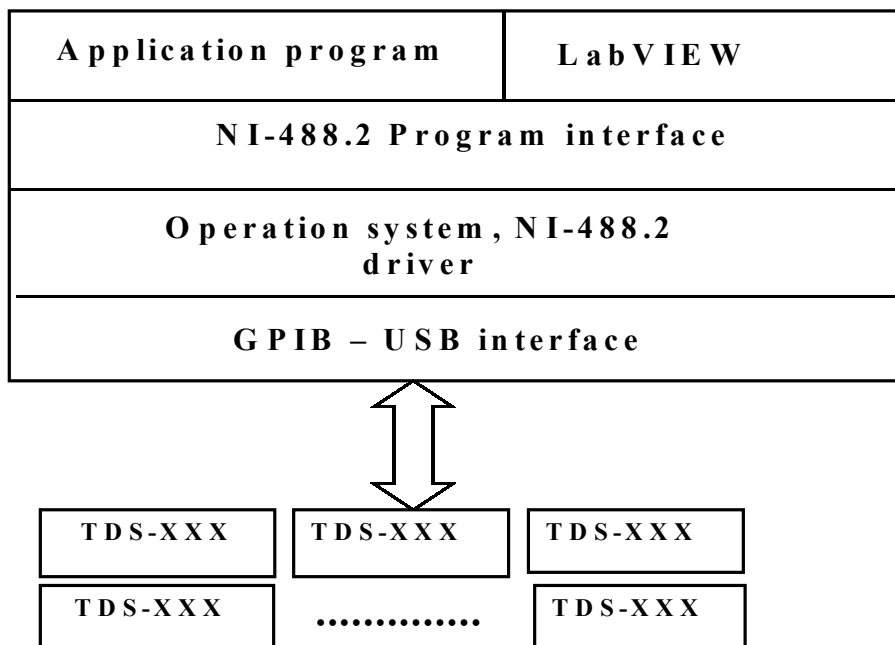 Application program
LabVIEW
NI-488.2 Program interface
Operation system, NI-488.2
driver
GPIB – USB interface
TDS-XXX
TDS-XXX
TDS-XXX
TDS-XXX
..............
TDS-XXX